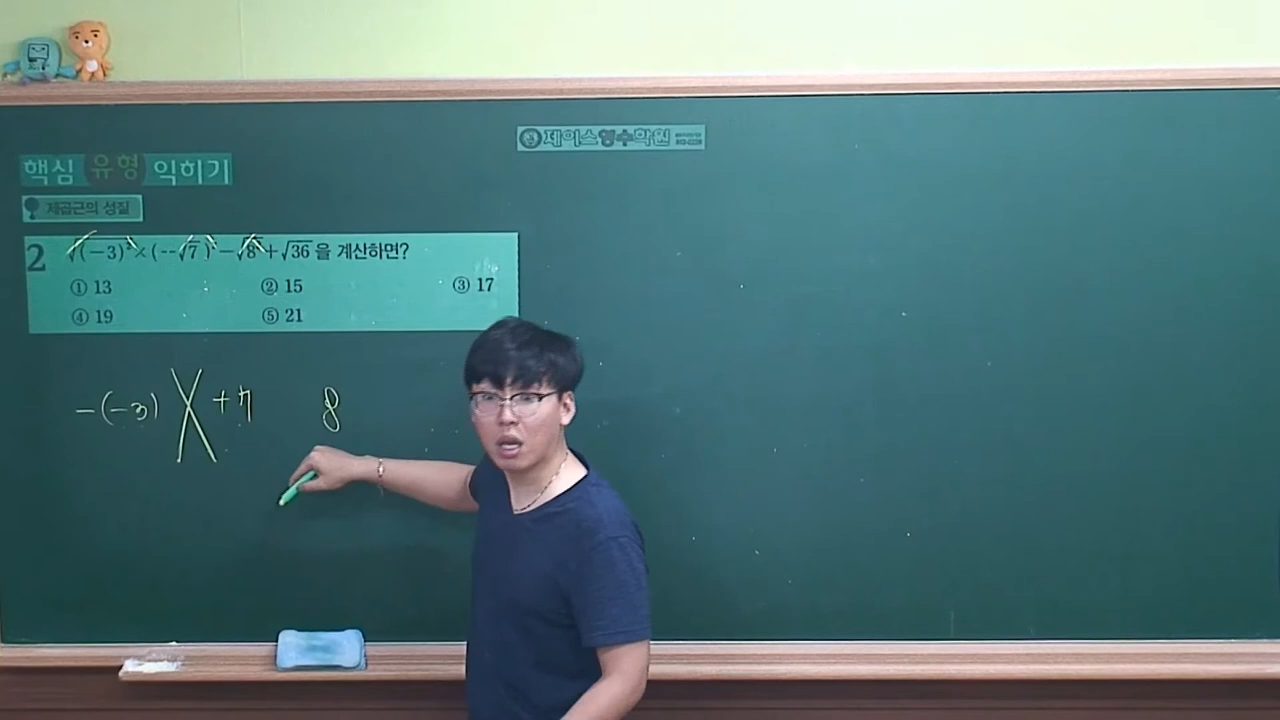 제이스영수학원
핵심 유형 익히기
제곱근의 성질
2 √(−3)² × (−√7)² − √8² + √36 을 계산하면?
① 13 ② 15 ③ 17
④ 19 ⑤ 21
−(−3) X +7 8